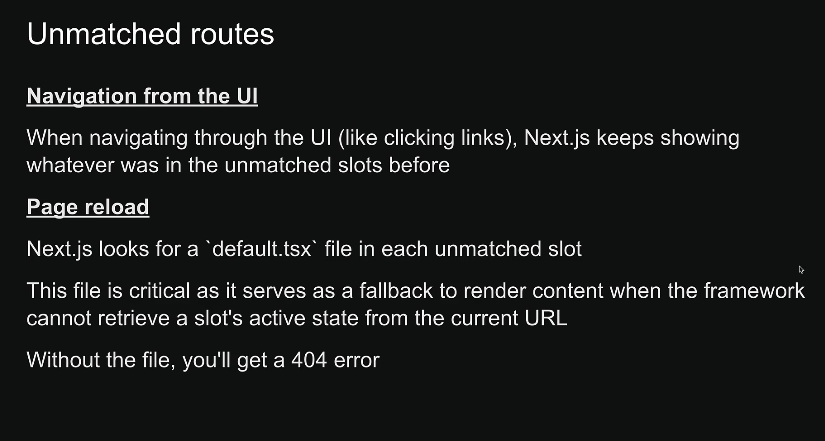 Unmatched routes
Navigation from the UI
When navigating through the UI (like clicking links), Next.js keeps showing
whatever was in the unmatched slots before
Page reload
Next.js looks for a `default.tsx` file in each unmatched slot
This file is critical as it serves as a fallback to render content when the framework
cannot retrieve a slot's active state from the current URL
Without the file, you'll get a 404 error